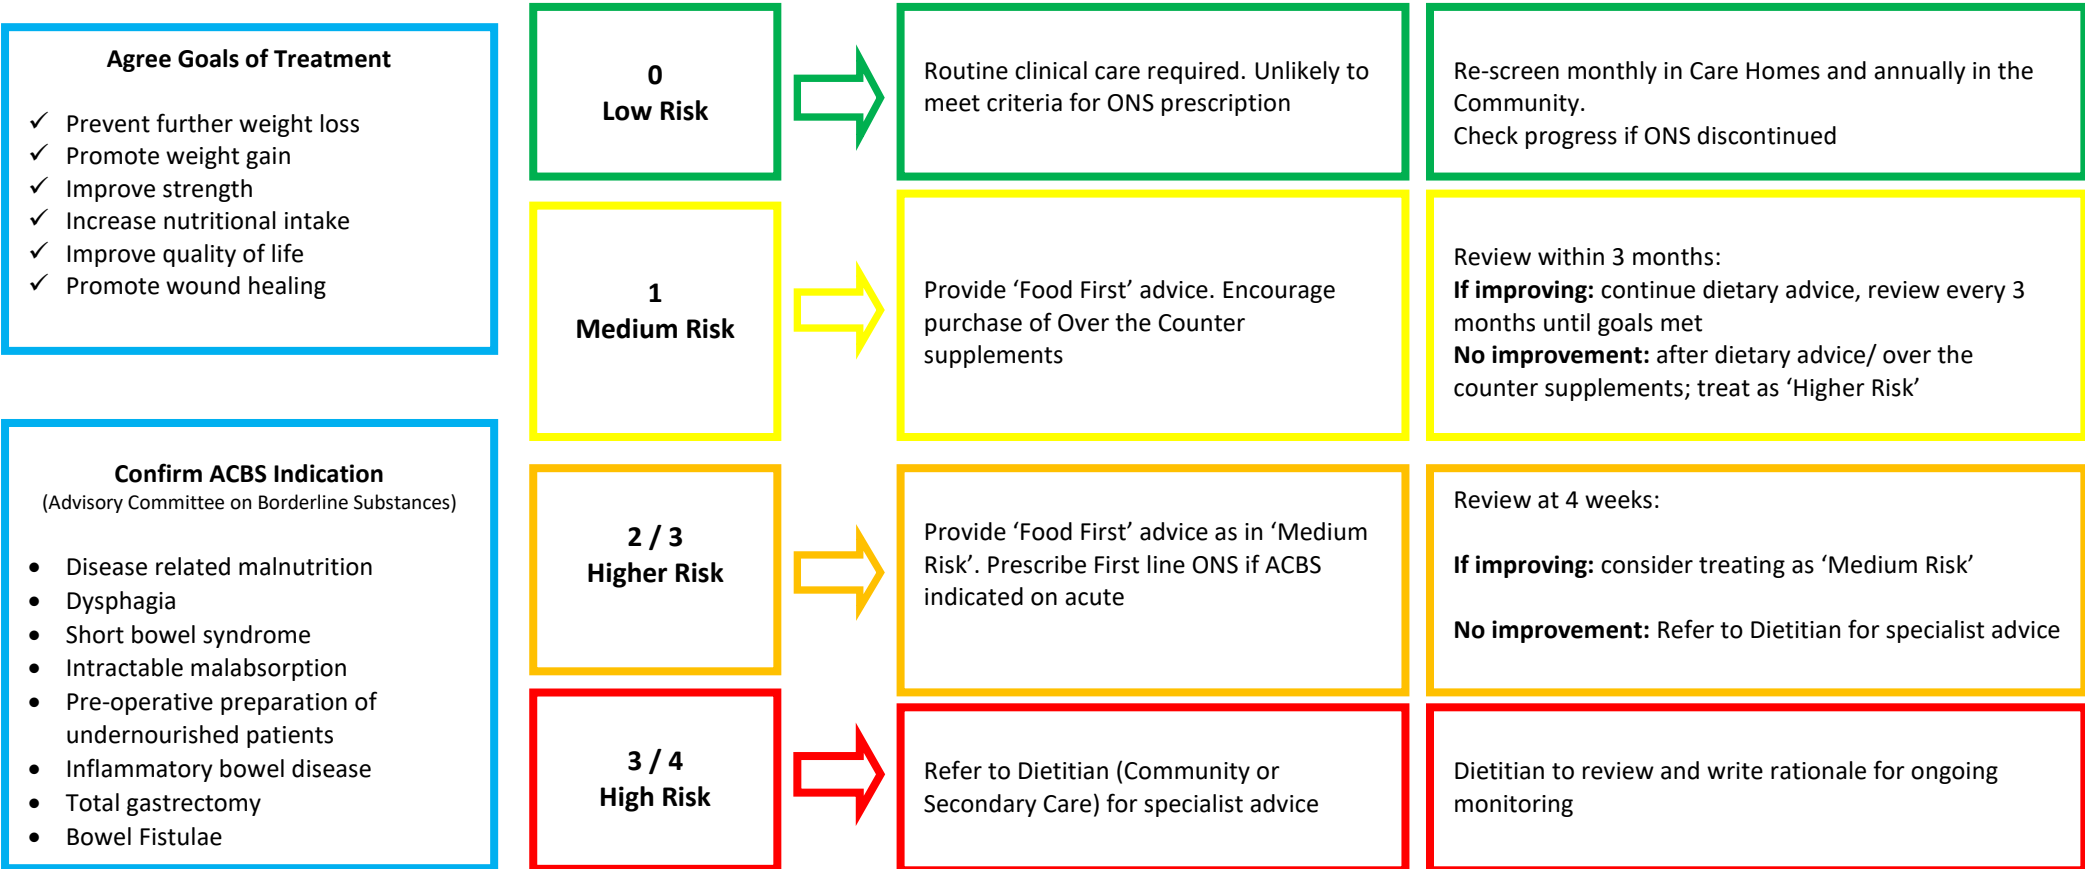 Agree Goals of Treatment
✓ Prevent further weight loss
✓ Promote weight gain
✓ Improve strength
✓ Increase nutritional intake
✓ Improve quality of life
✓ Promote wound healing
Confirm ACBS Indication
(Advisory Committee on Borderline Substances)
• Disease related malnutrition
• Dysphagia
• Short bowel syndrome
• Intractable malabsorption
• Pre-operative preparation of
undernourished patients
• Inflammatory bowel disease
• Total gastrectomy
• Bowel Fistulae
0
Low Risk
Routine clinical care required. Unlikely to
meet criteria for ONS prescription
Re-screen monthly in Care Homes and annually in the
Community.
Check progress if ONS discontinued
1
Medium Risk
Provide ‘Food First’ advice. Encourage
purchase of Over the Counter
supplements
Review within 3 months:
If improving: continue dietary advice, review every 3
months until goals met
No improvement: after dietary advice/ over the
counter supplements; treat as ‘Higher Risk’
2 / 3
Higher Risk
Provide ‘Food First’ advice as in ‘Medium
Risk’. Prescribe First line ONS if ACBS
indicated on acute
Review at 4 weeks:
If improving: consider treating as ‘Medium Risk’
No improvement: Refer to Dietitian for specialist advice
3 / 4
High Risk
Refer to Dietitian (Community or
Secondary Care) for specialist advice
Dietitian to review and write rationale for ongoing
monitoring